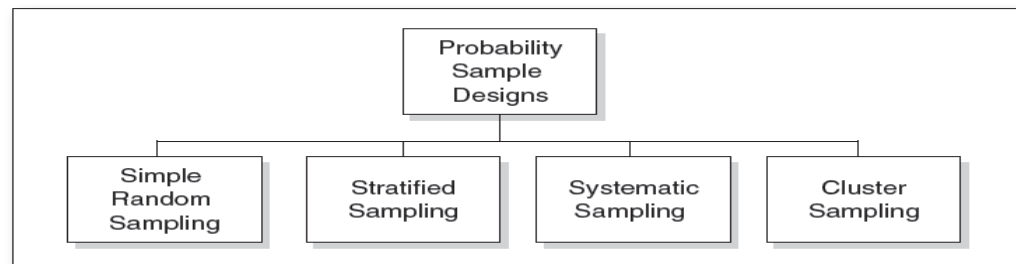 Probability
Sample
Designs
Simple
Random
Sampling
Stratified
Sampling
Systematic
Sampling
Cluster
Sampling